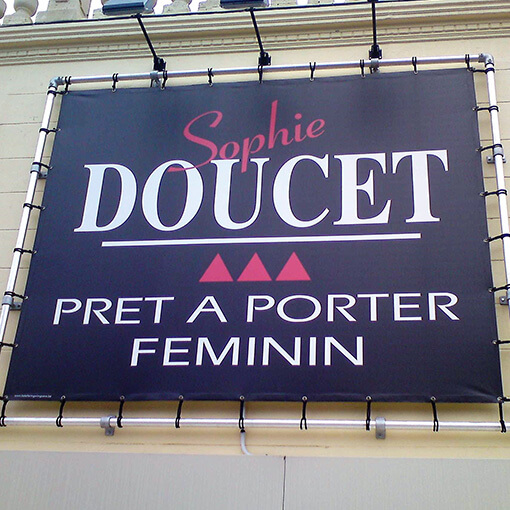 Sophie
DOUCET
PRET A PORTER
FEMININ